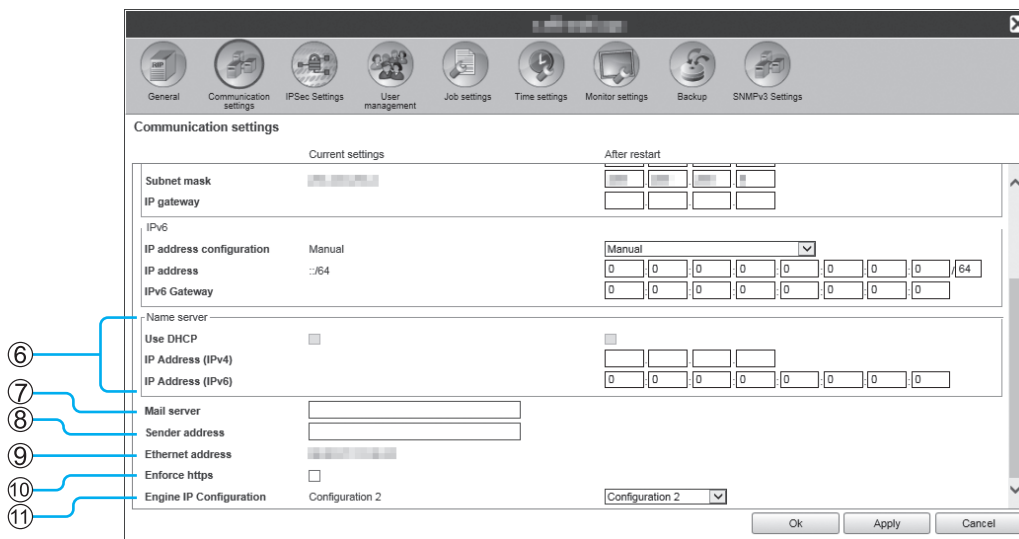 General
Communication settings
IPSec Settings
User management
Job settings
Time settings
Monitor settings
Backup
SNMPv3 Settings
Communication settings
Current settings After restart
Subnet mask
IP gateway
IPv6
IP address configuration Manual Manual
IP address ::/64 0 : 0 : 0 : 0 : 0 : 0 : 0 : 0 / 64
IPv6 Gateway 0 : 0 : 0 : 0 : 0 : 0 : 0 : 0
Name server
⑥ Use DHCP
IP Address (IPv4)
IP Address (IPv6) 0 : 0 : 0 : 0 : 0 : 0 : 0 : 0
⑦ Mail server
⑧ Sender address
⑨ Ethernet address
⑩ Enforce https
⑪ Engine IP Configuration Configuration 2 Configuration 2
Ok Apply Cancel